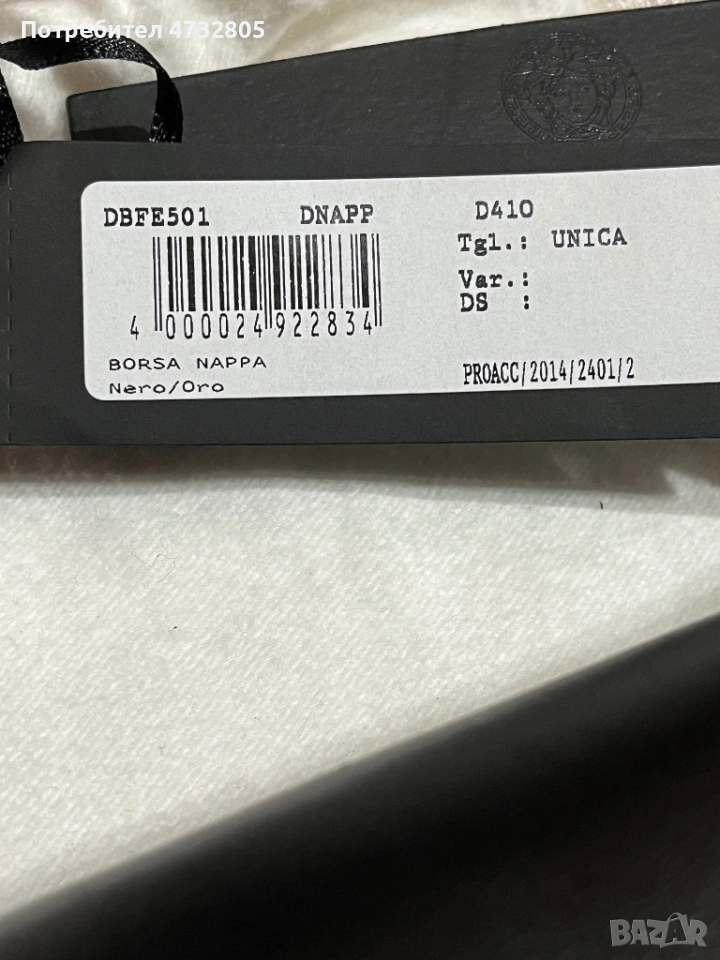 Потребител 4732805
DBFE501 DNAPP D410
Tgl.: UNICA
Var.:
DS :
4 000024 922834
BORSA NAPPA
Nero/Oro
PROACC/2014/2401/2
BAZAR